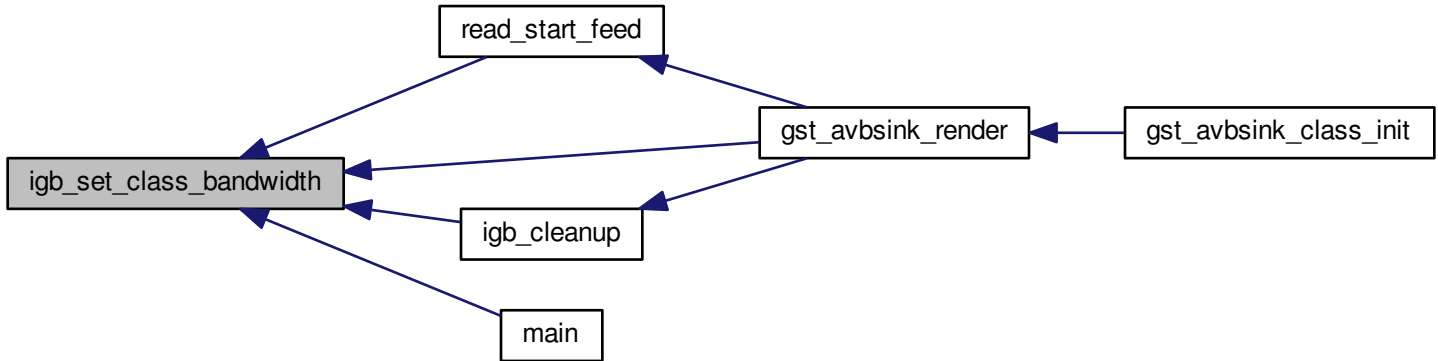 read_start_feed
gst_avbsink_render
gst_avbsink_class_init
igb_set_class_bandwidth
igb_cleanup
main